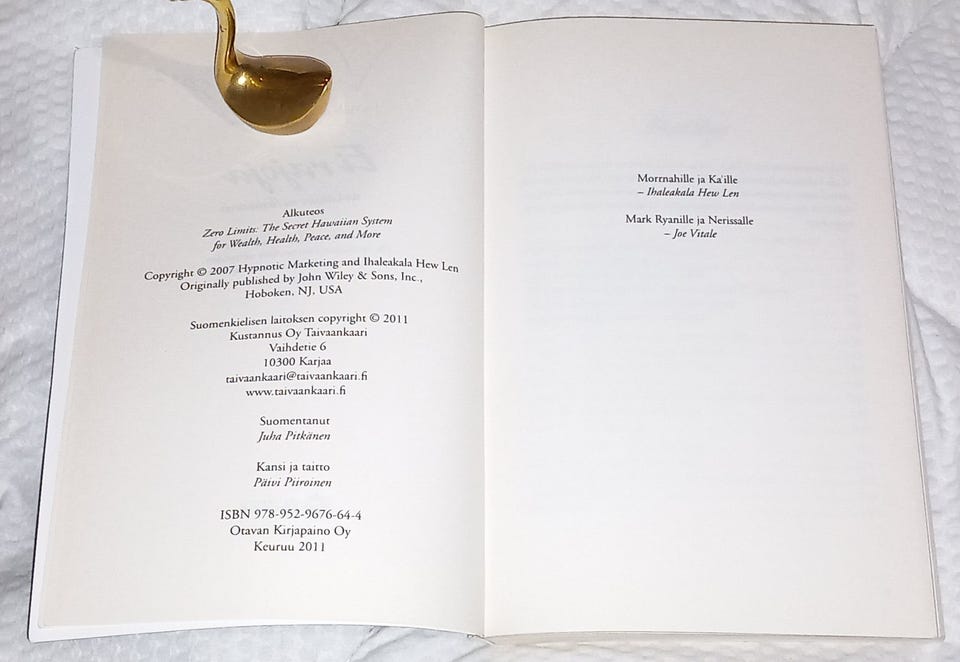 Alkuteos
Zero Limits: The Secret Hawaiian System
for Wealth, Health, Peace, and More
Copyright © 2007 Hypnotic Marketing and Ihaleakala Hew Len
Originally published by John Wiley & Sons, Inc.,
Hoboken, NJ, USA
Suomenkielisen laitoksen copyright © 2011
Kustannus Oy Taivaankaari
Vaihdetie 6
10300 Karjaa
taivaankaari@taivaankaari.fi
www.taivaankaari.fi
Suomentanut
Juha Pitkänen
Kansi ja taitto
Päivi Piiroinen
ISBN 978-952-9676-64-4
Otavan Kirjapaino Oy
Keuruu 2011
Morrnahille ja Ka'ille
– Ihaleakala Hew Len
Mark Ryanille ja Nerissalle
– Joe Vitale